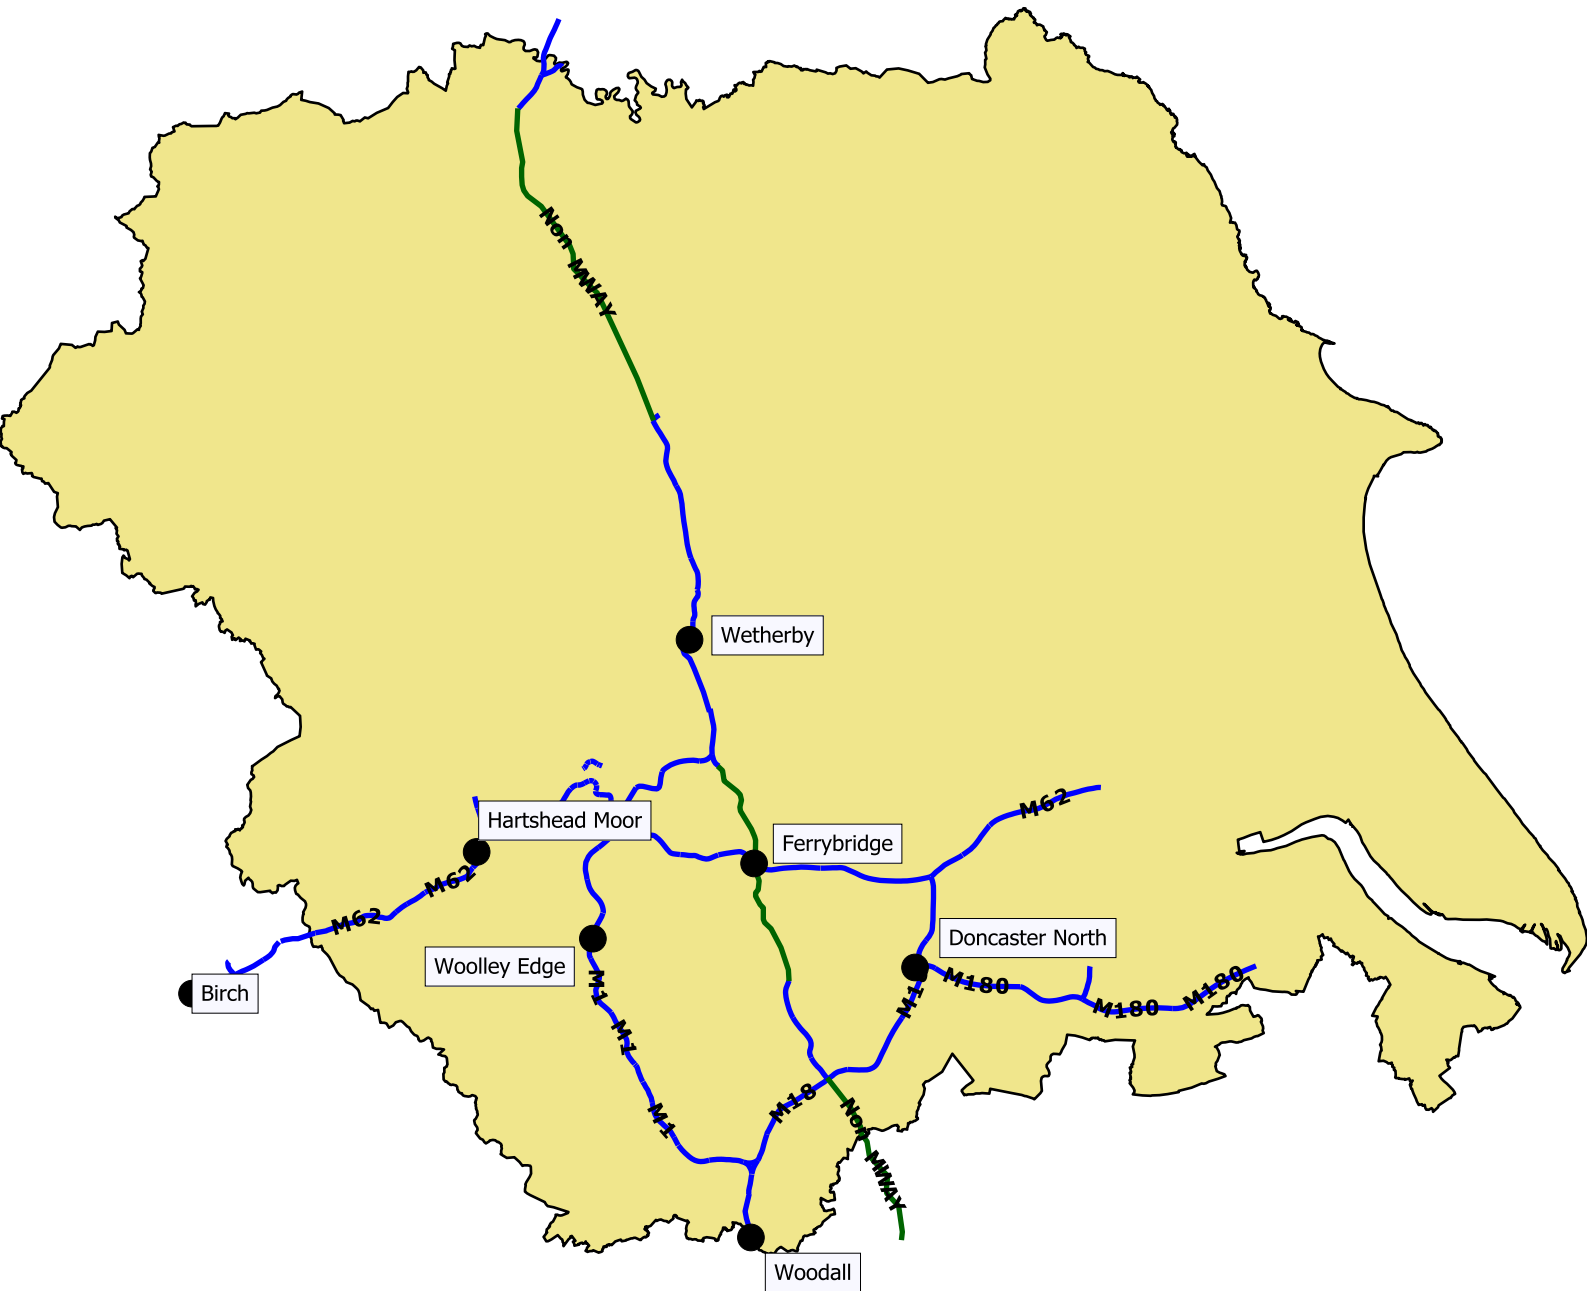 Non MWAY
Wetherby
Hartshead Moor
M62
Ferrybridge
M62
M62
Doncaster North
Woolley Edge
Birch
M1
M180
M180
M180
M1
M1
M1
M18
Non MWAY
Woodall